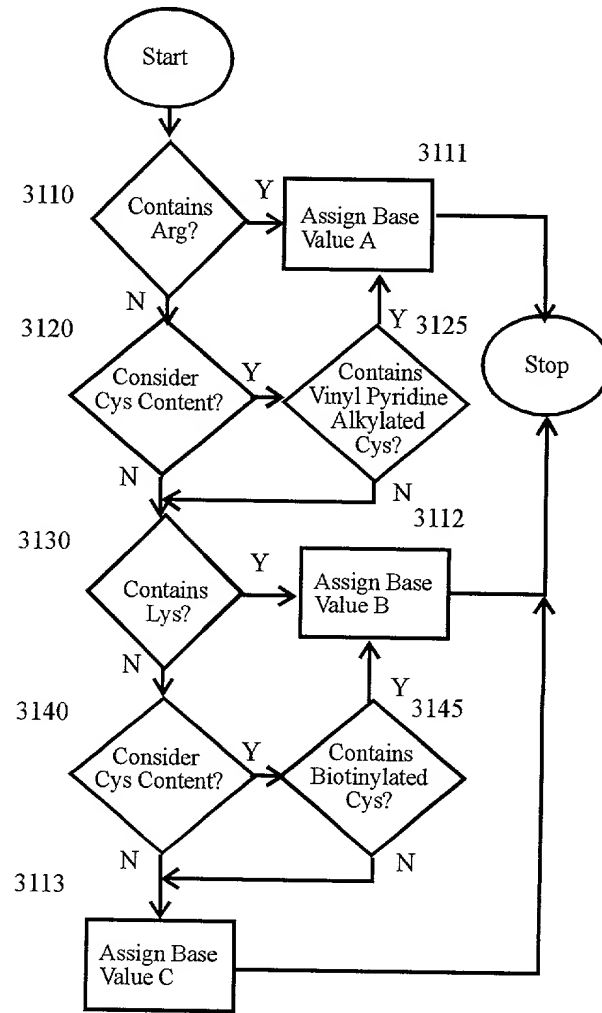 Start
3111
3110
Y
Contains
Arg?
Assign Base
Value A
N
Y
3125
3120
Stop
Consider
Cys Content?
Y
Contains
Vinyl Pyridine
Alkylated
Cys?
N
N
3112
3130
Y
Contains
Lys?
Assign Base
Value B
N
Y
3145
3140
Consider
Cys Content?
Y
Contains
Biotinylated
Cys?
N
N
3113
Assign Base
Value C